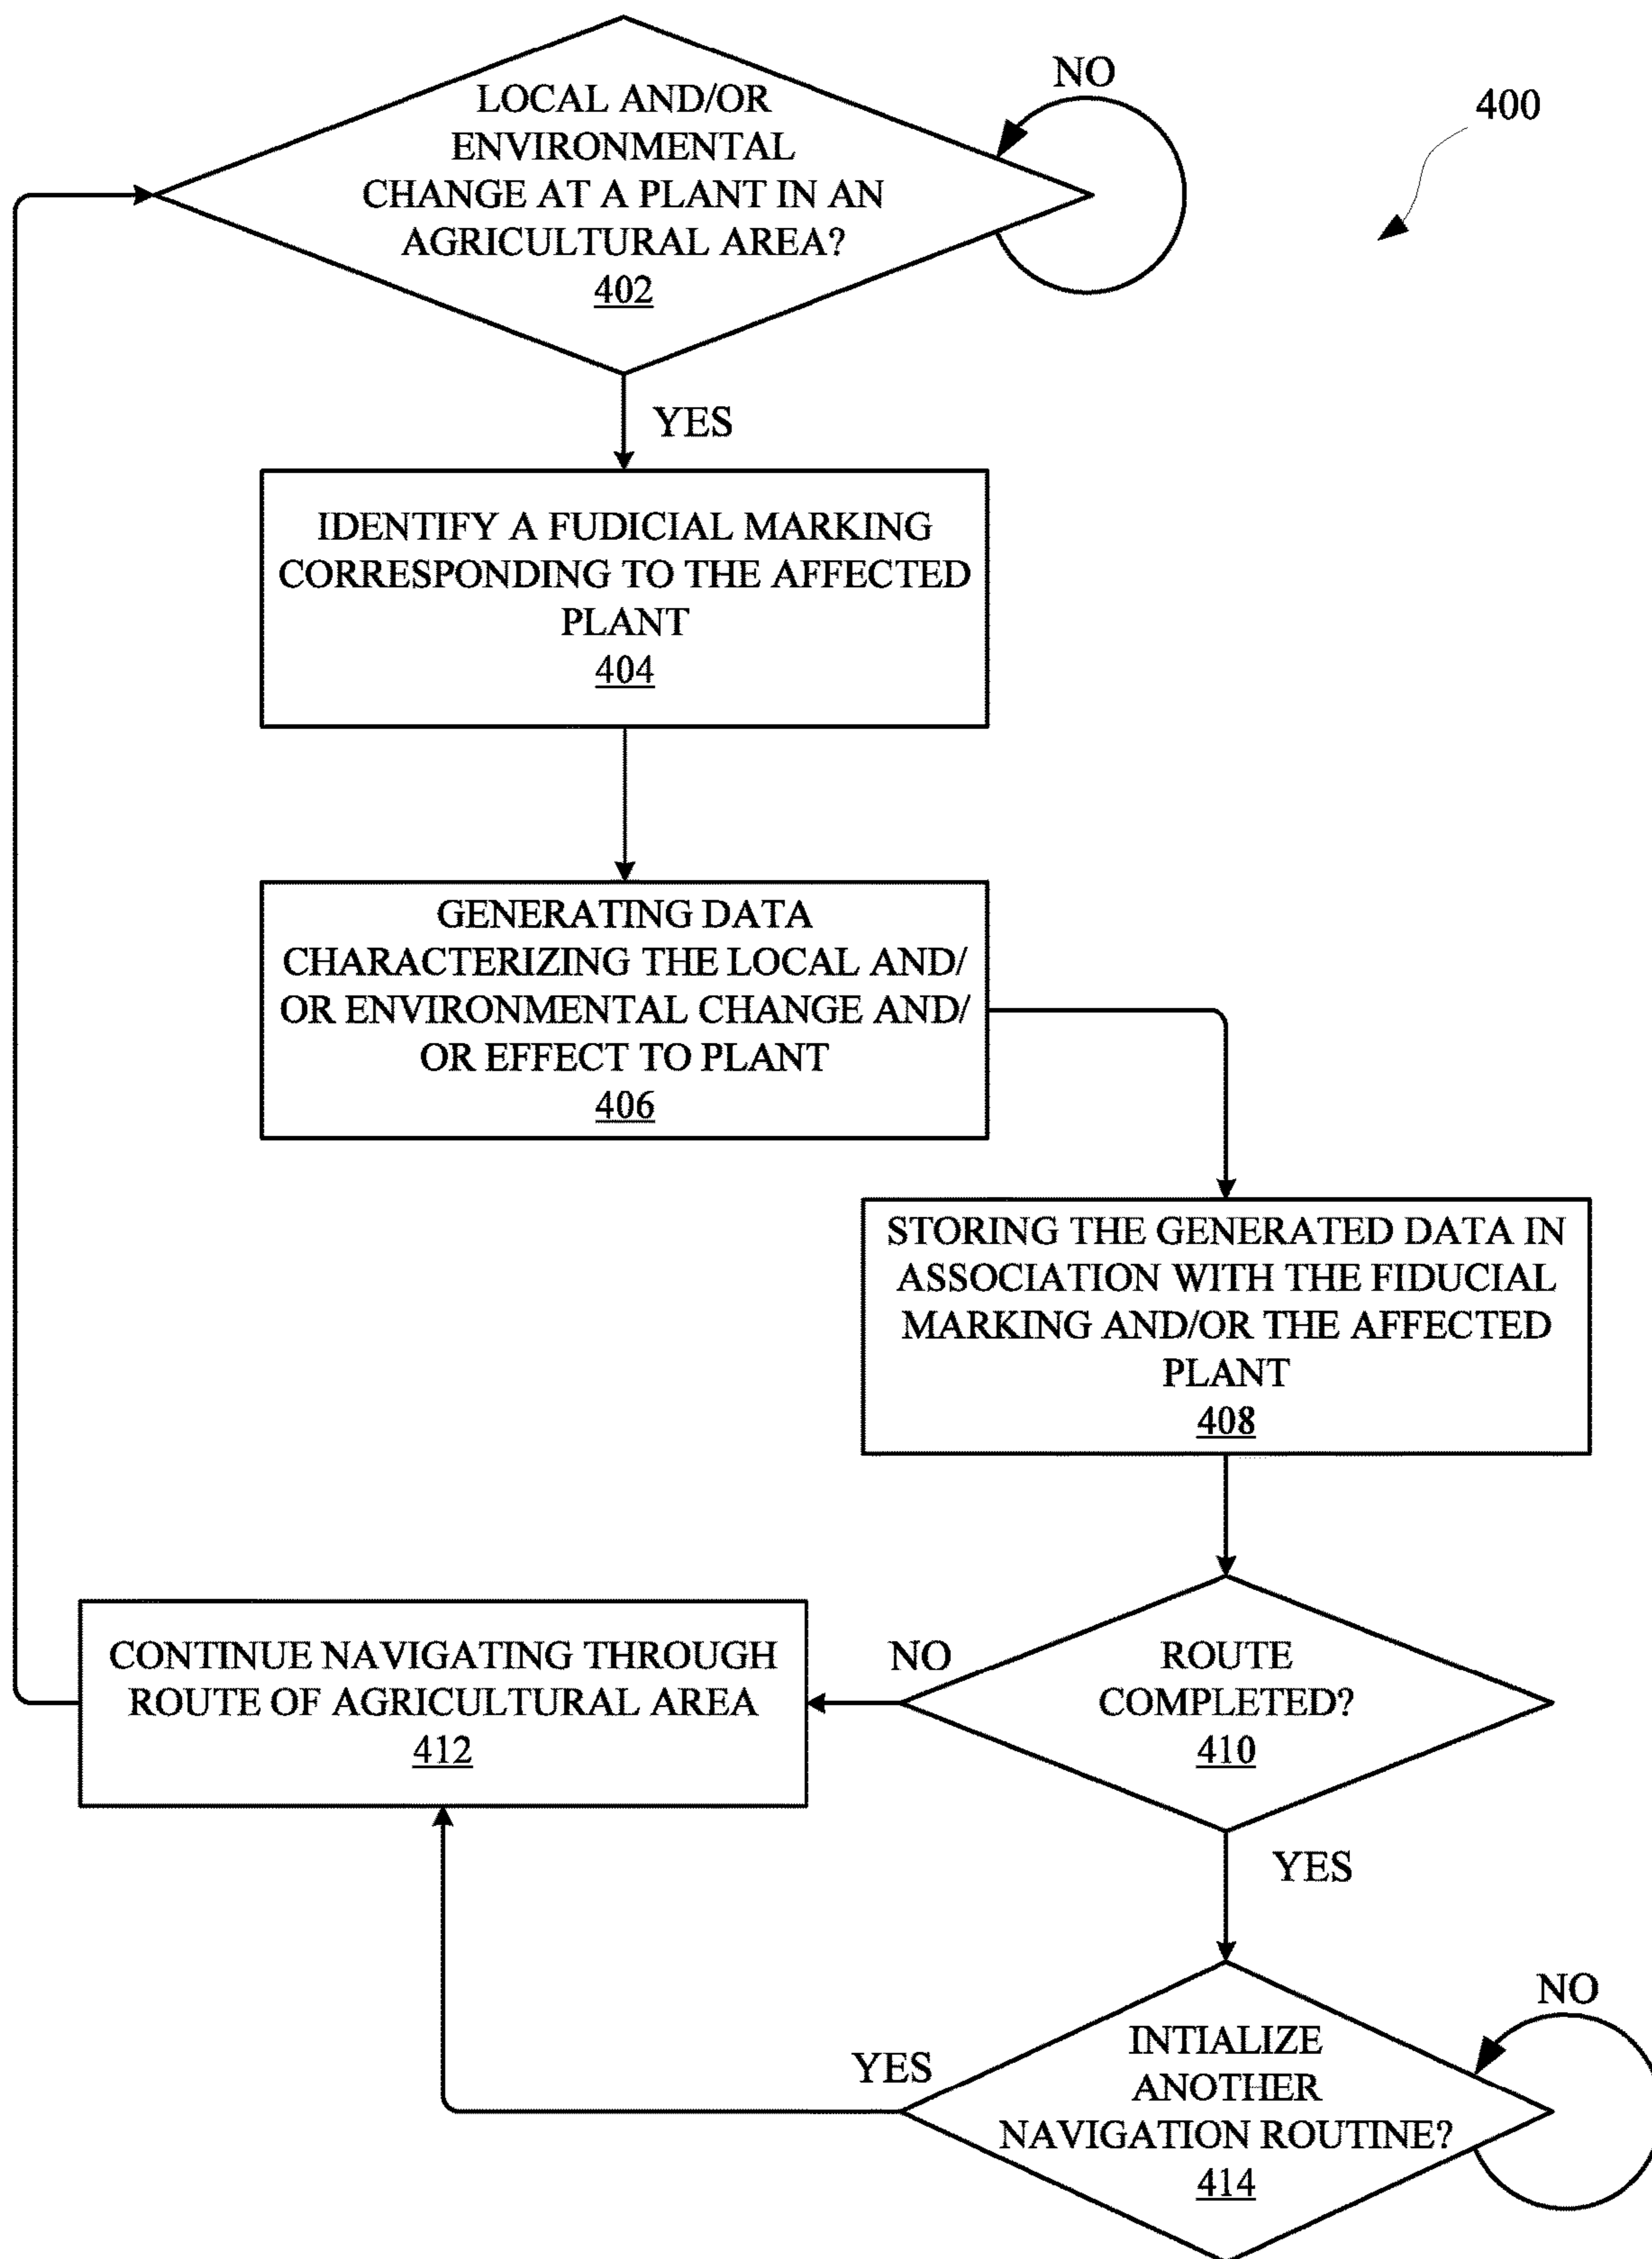 LOCAL AND/OR
ENVIRONMENTAL
CHANGE AT A PLANT IN AN
AGRICULTURAL AREA?
402
NO
400
YES
IDENTIFY A FUDICIAL MARKING
CORRESPONDING TO THE AFFECTED
PLANT
404
GENERATING DATA
CHARACTERIZING THE LOCAL AND/
OR ENVIRONMENTAL CHANGE AND/
OR EFFECT TO PLANT
406
STORING THE GENERATED DATA IN
ASSOCIATION WITH THE FIDUCIAL
MARKING AND/OR THE AFFECTED
PLANT
408
ROUTE
COMPLETED?
410
NO
CONTINUE NAVIGATING THROUGH
ROUTE OF AGRICULTURAL AREA
412
YES
INTIALIZE
ANOTHER
NAVIGATION ROUTINE?
414
YES
NO